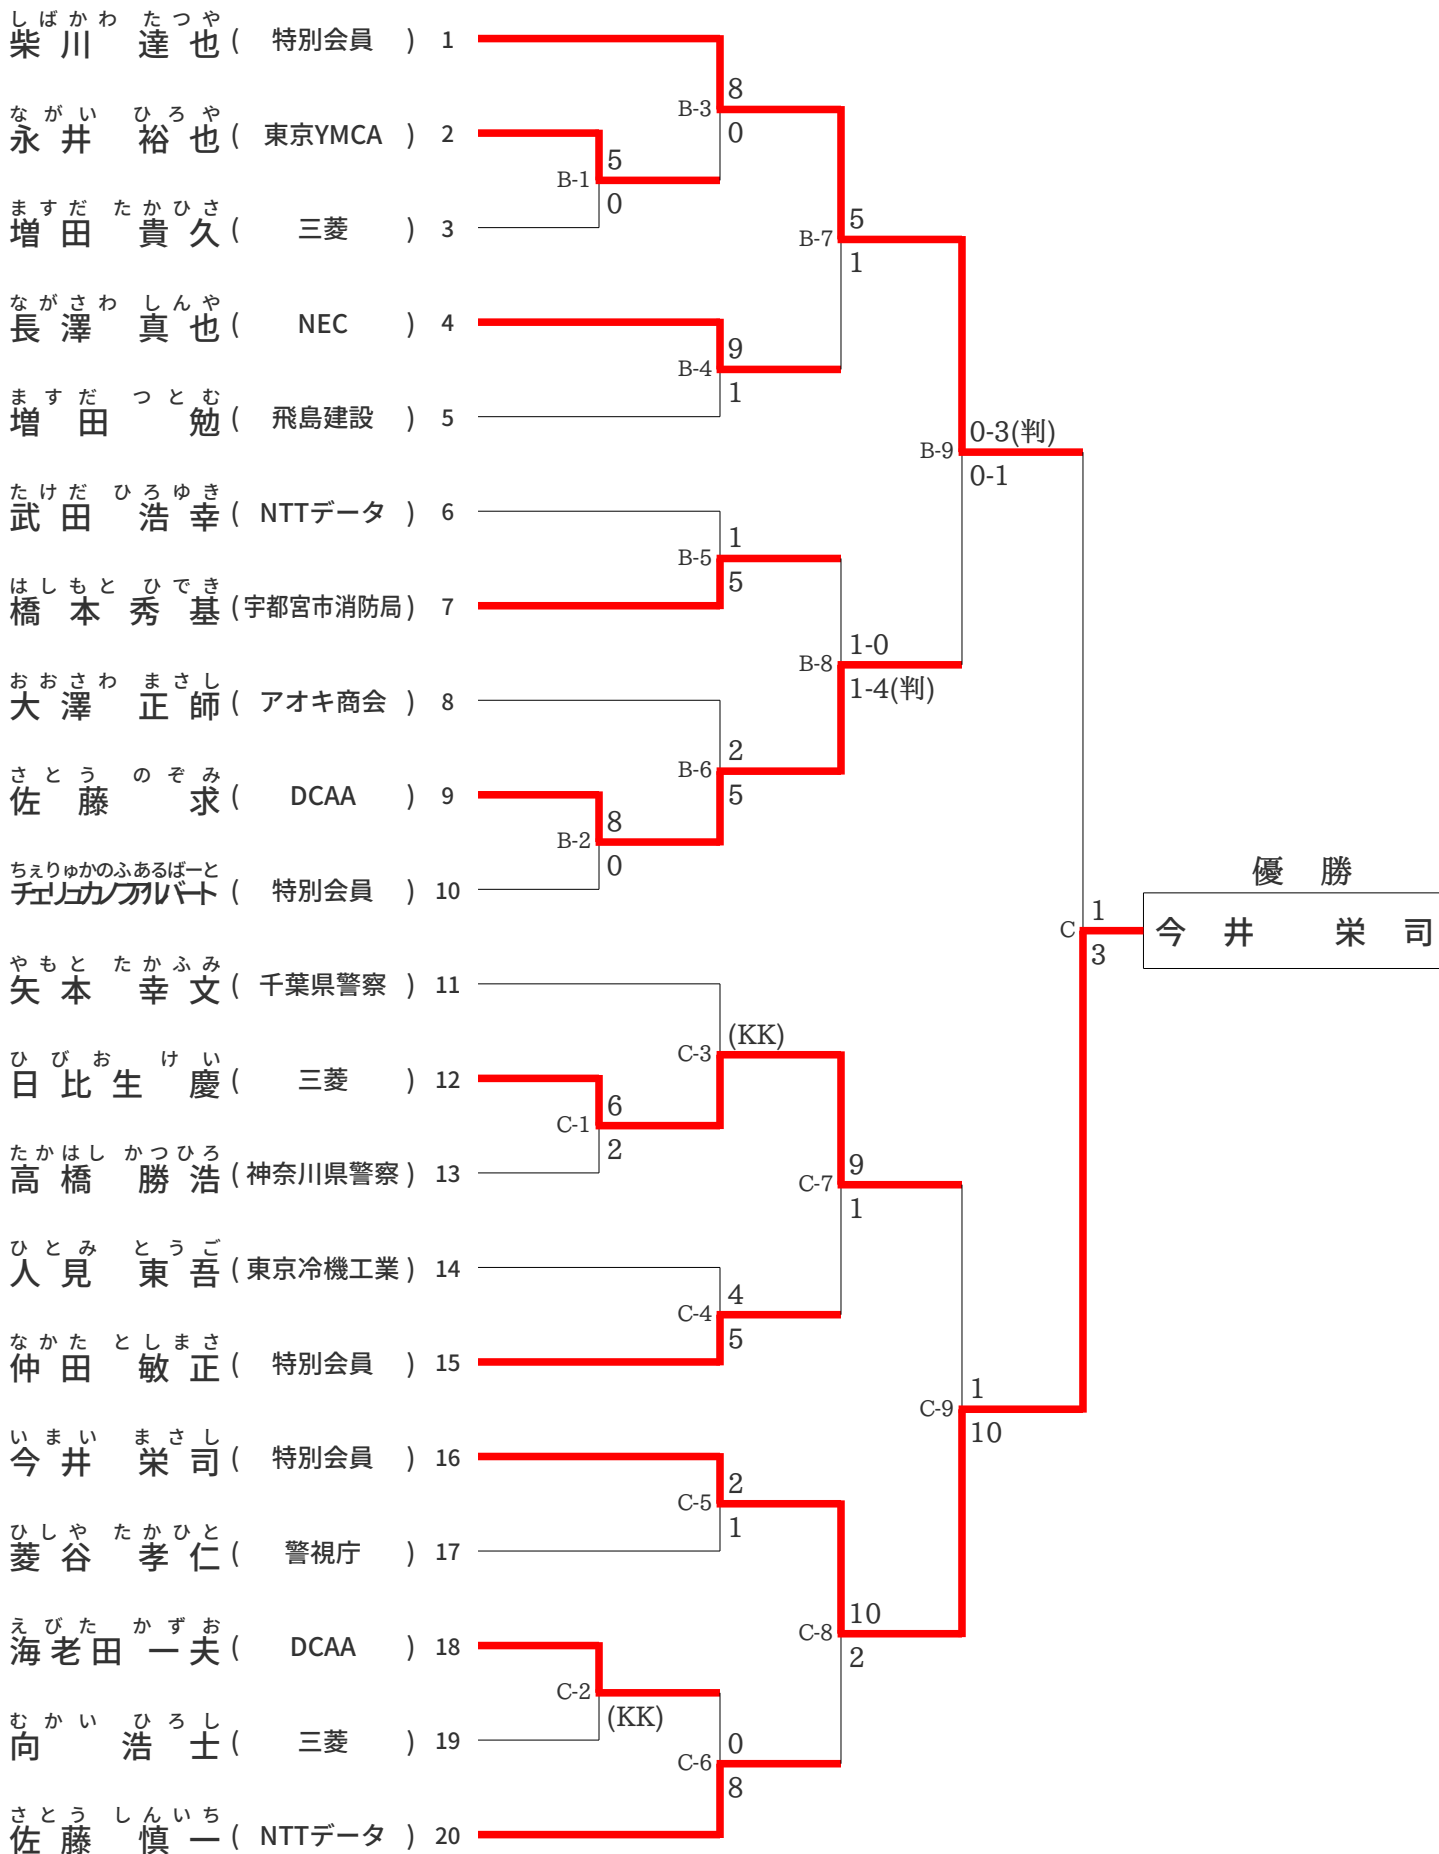 しばかわ たつや
柴川 達也 ( 特別会員 ) 1
ながい ひろや
永井 裕也 ( 東京YMCA ) 2
ますだ たかひさ
増田 貴久 ( 三菱 ) 3
ながさわ しんや
長澤 真也 ( NEC ) 4
ますだ つとむ
増田 勉 ( 飛島建設 ) 5
たけだ ひろゆき
武田 浩幸 ( NTTデータ ) 6
はしもと ひでき
橋本 秀基 ( 宇都宮市消防局 ) 7
おおさわ まさし
大澤 正師 ( アオキ商会 ) 8
さとう のぞみ
佐藤 求 ( DCAA ) 9
ちぇりゅかのふあるばーと
チェリュカノフアルバート ( 特別会員 ) 10
やもと たかふみ
矢本 幸文 ( 千葉県警察 ) 11
ひびお けい
日比生 慶 ( 三菱 ) 12
たかはし かつひろ
高橋 勝浩 ( 神奈川県警察 ) 13
ひとみ とうご
人見 東吾 ( 東京冷機工業 ) 14
なかた としまさ
仲田 敏正 ( 特別会員 ) 15
いまい まさし
今井 栄司 ( 特別会員 ) 16
ひしや たかひと
菱谷 孝仁 ( 警視庁 ) 17
えびた かずお
海老田 一夫 ( DCAA ) 18
むかい ひろし
向 浩士 ( 三菱 ) 19
さとう しんいち
佐藤 慎一 ( NTTデータ ) 20
B-1
5
0
B-2
8
0
C-1
6
2
C-2
(KK)
B-3
8
0
B-4
9
1
B-5
1
5
B-6
2
5
C-3
(KK)
C-4
4
5
C-5
2
1
C-6
0
8
B-7
5
1
B-8
1-0
1-4(判)
C-7
9
1
C-8
10
2
B-9
0-3(判)
0-1
C-9
1
10
C
1
3
優勝
今井 栄司